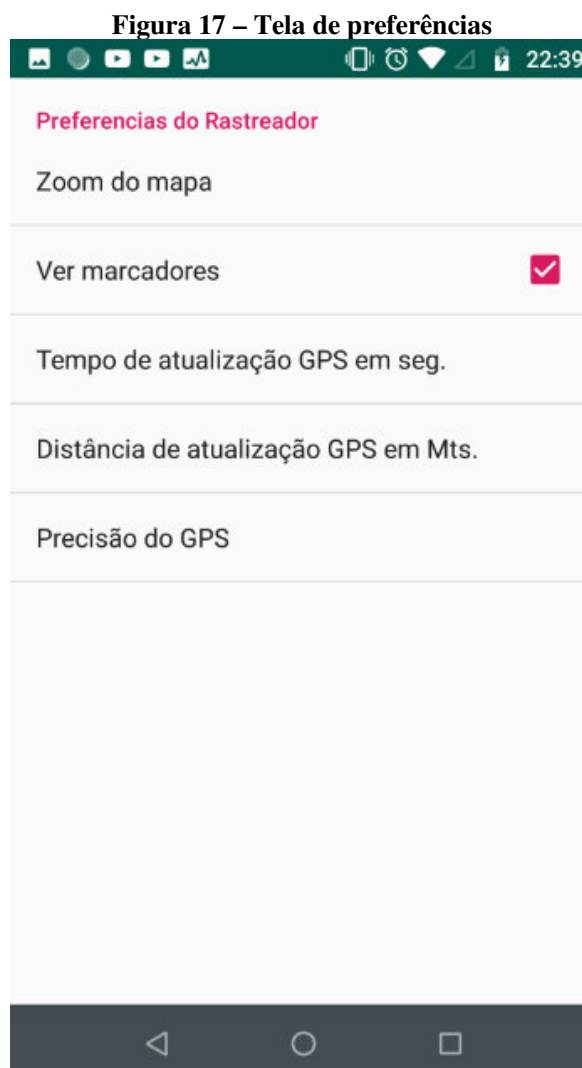 Figura 17 – Tela de preferências
22:39
Preferencias do Rastreador
Zoom do mapa
Ver marcadores
Tempo de atualização GPS em seg.
Distância de atualização GPS em Mts.
Precisão do GPS